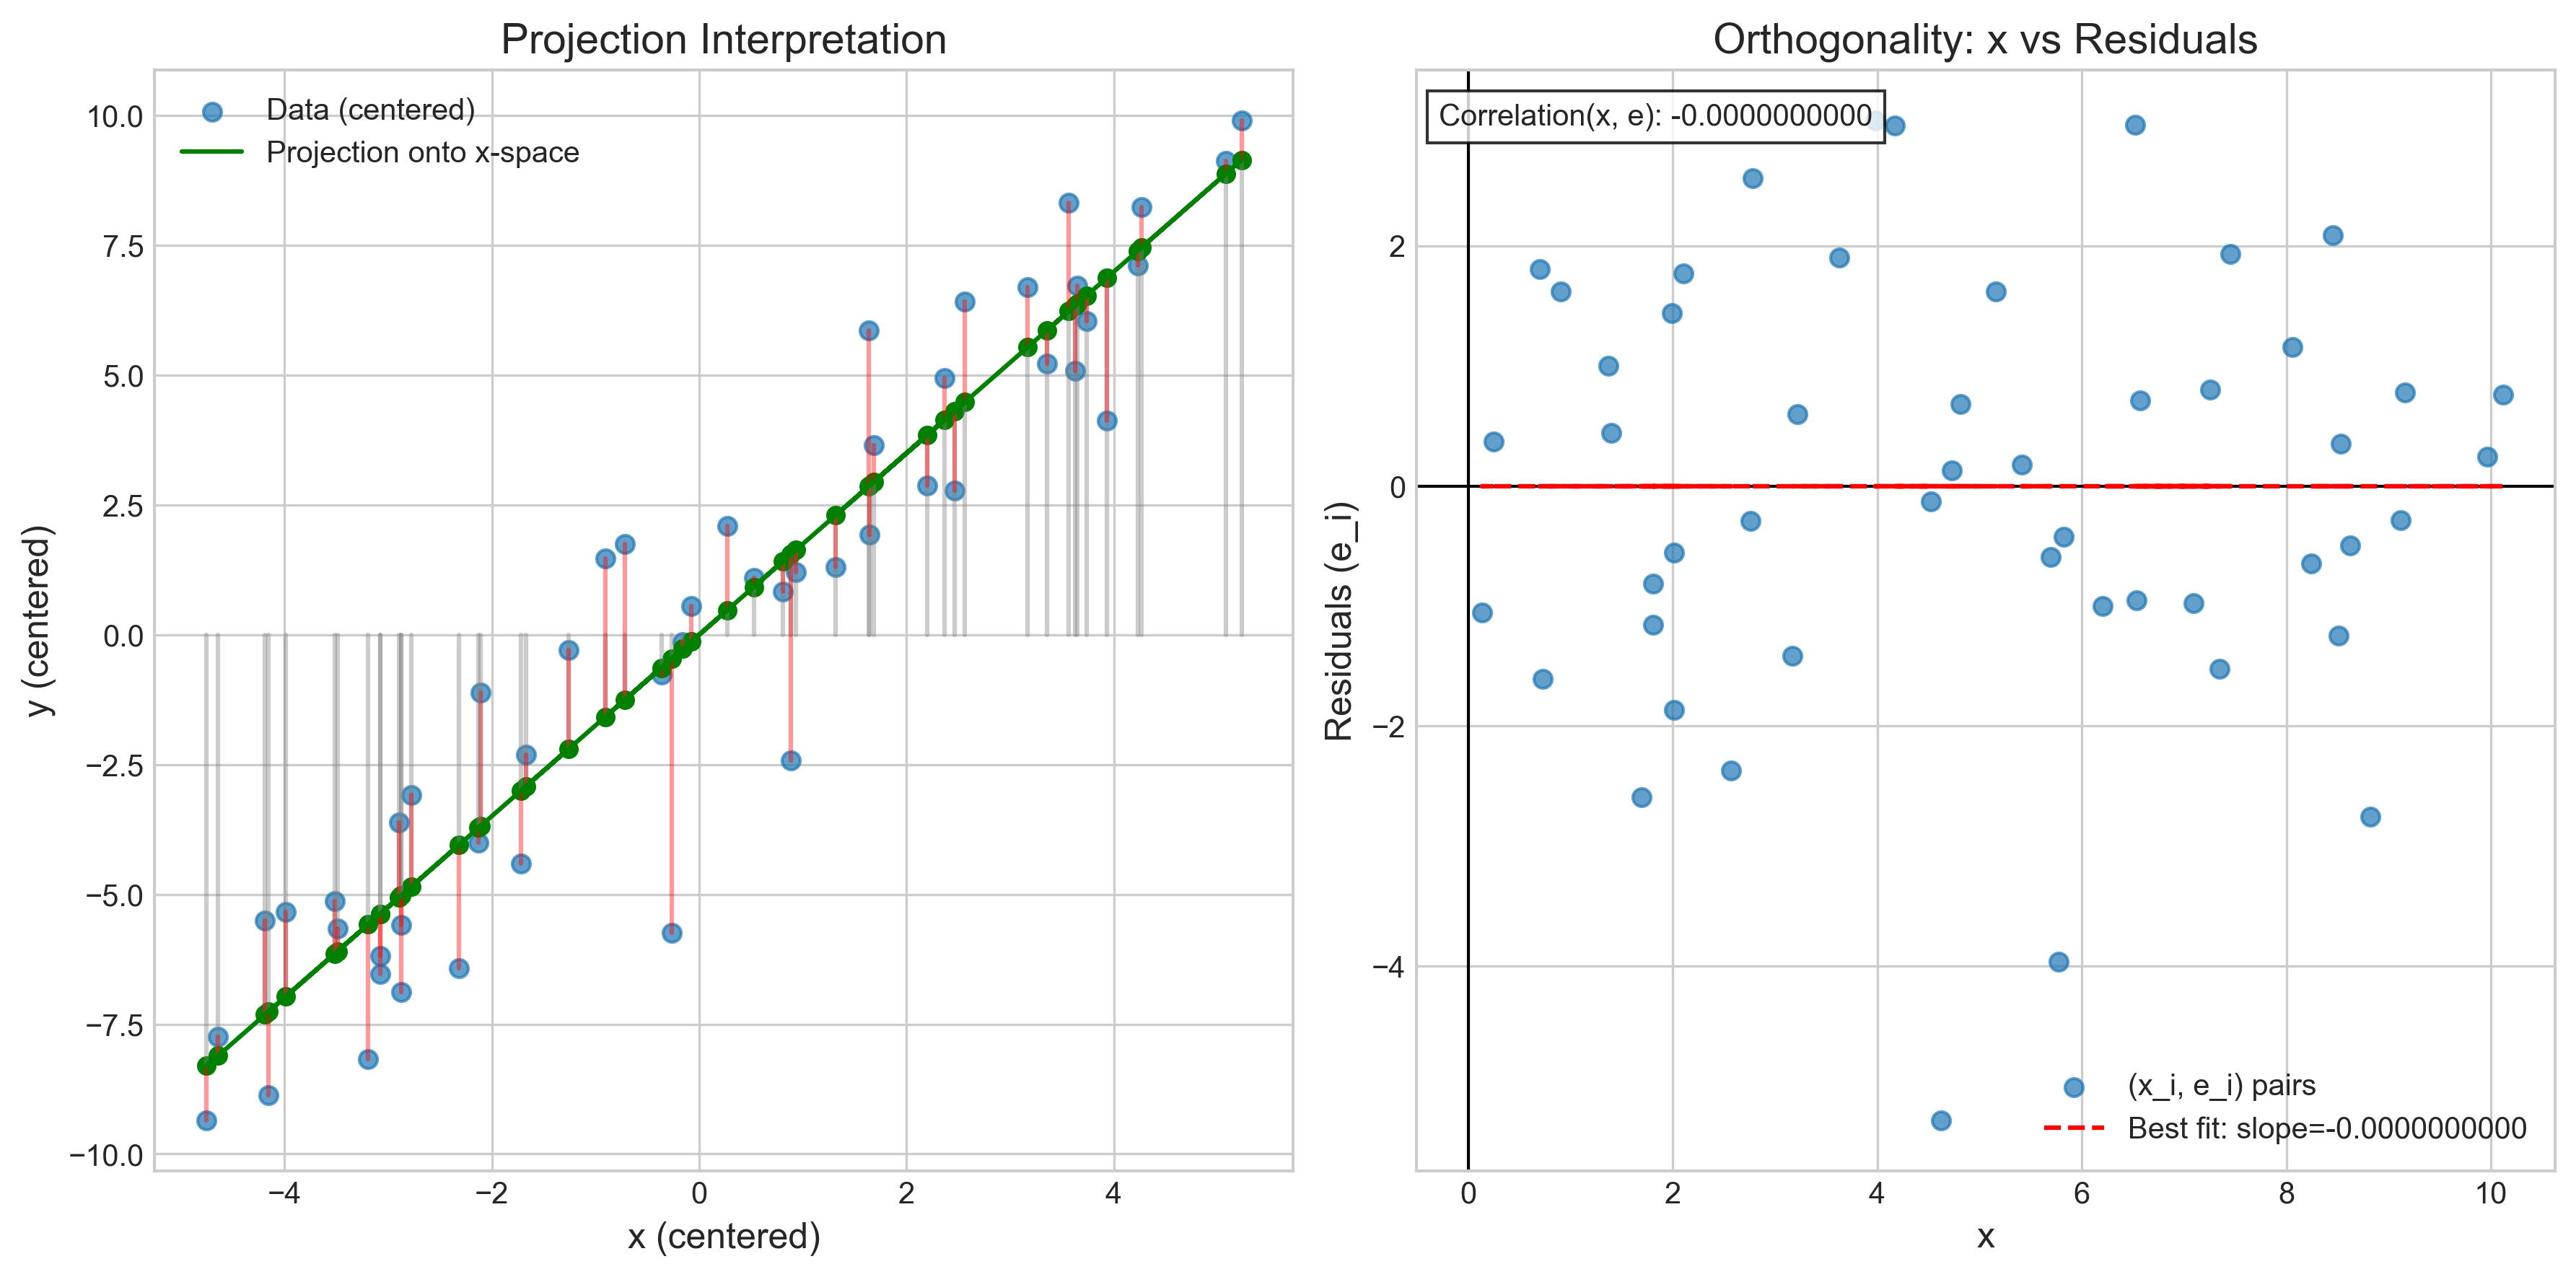 Projection Interpretation
Data (centered)
Projection onto x-space
10.0
7.5
5.0
2.5
0.0
−2.5
−5.0
−7.5
−10.0
y (centered)
−4
−2
0
2
4
x (centered)
Orthogonality: x vs Residuals
Correlation(x, e): -0.0000000000
2
0
−2
−4
Residuals (e_i)
(x_i, e_i) pairs
Best fit: slope=-0.0000000000
0
2
4
6
8
10
x